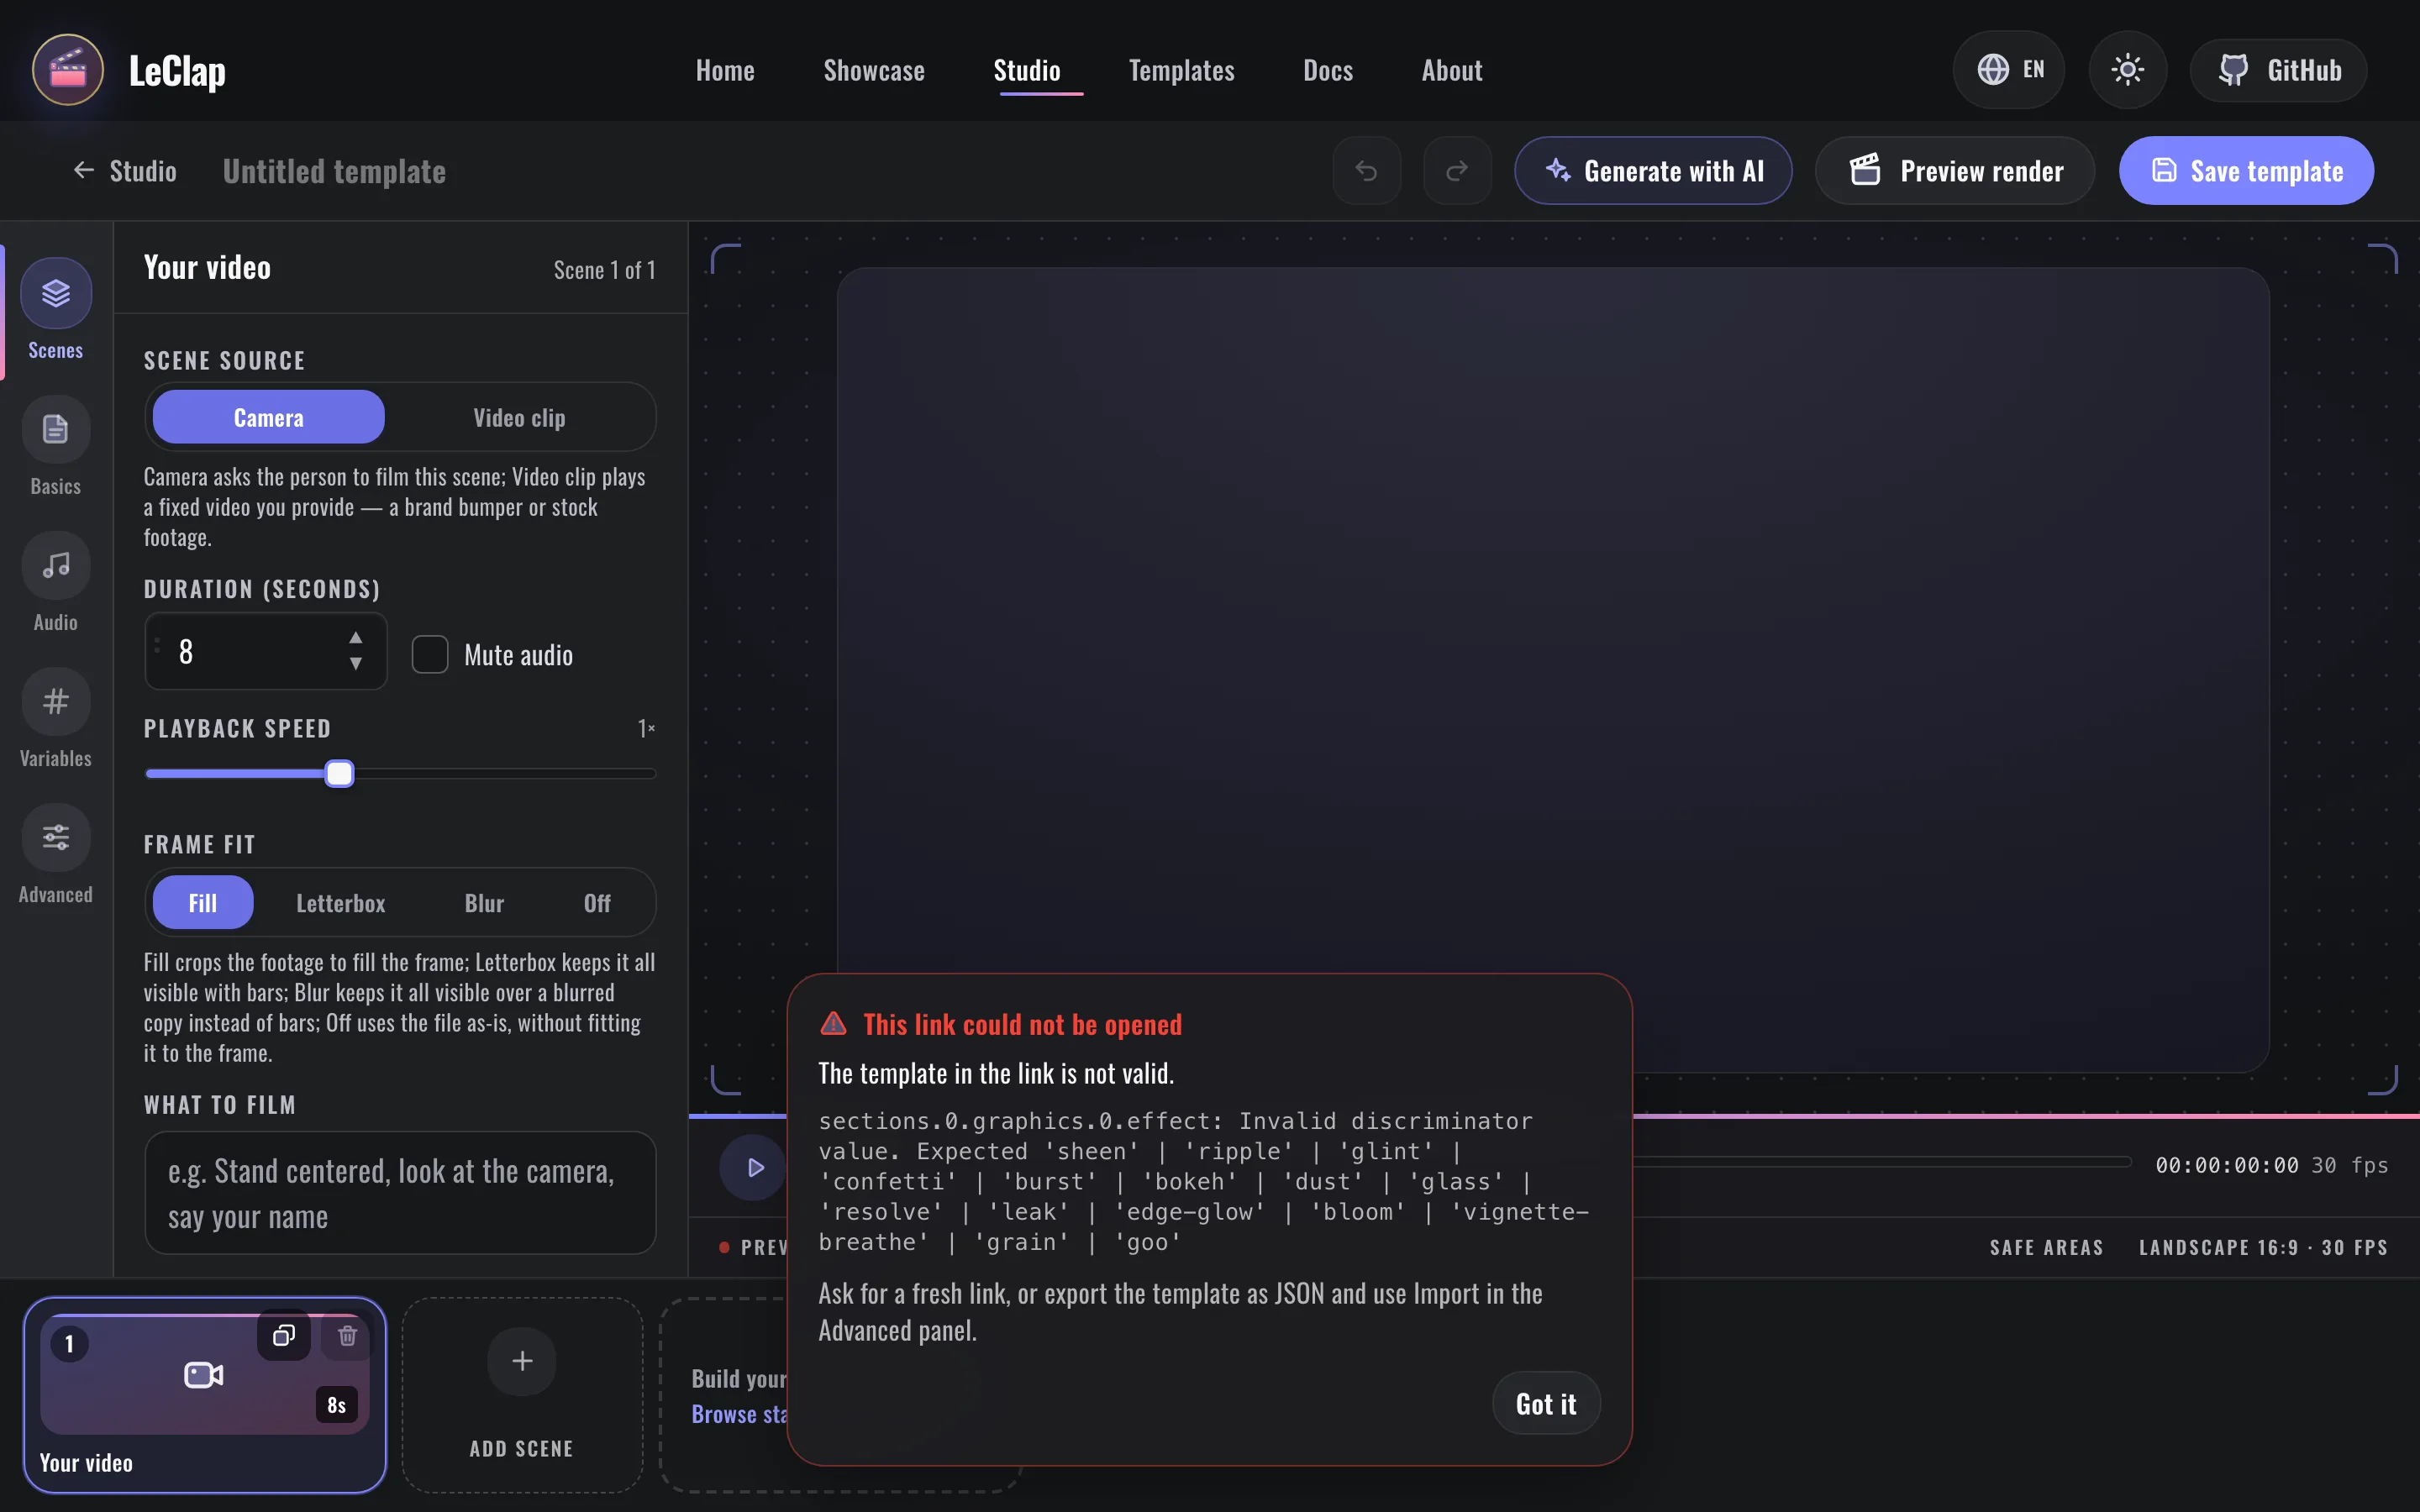 LeClap
Home
Showcase
Studio
Templates
Docs
About
EN
GitHub
Studio
Untitled template
Generate with AI
Preview render
Save template
Scenes
Basics
Audio
Variables
Advanced
Your video
Scene 1 of 1
SCENE SOURCE
Camera
Video clip
Camera asks the person to film this scene; Video clip plays
a fixed video you provide — a brand bumper or stock
footage.
DURATION (SECONDS)
8
Mute audio
PLAYBACK SPEED
1×
FRAME FIT
Fill
Letterbox
Blur
Off
Fill crops the footage to fill the frame; Letterbox keeps it all
visible with bars; Blur keeps it all visible over a blurred
copy instead of bars; Off uses the file as-is, without fitting
it to the frame.
WHAT TO FILM
e.g. Stand centered, look at the camera,
say your name
This link could not be opened
The template in the link is not valid.
sections.0.graphics.0.effect: Invalid discriminator
value. Expected 'sheen' | 'ripple' | 'glint' |
'confetti' | 'burst' | 'bokeh' | 'dust' | 'glass' |
'resolve' | 'leak' | 'edge-glow' | 'bloom' | 'vignette-
breathe' | 'grain' | 'goo'
Ask for a fresh link, or export the template as JSON and use Import in the
Advanced panel.
Got it
00:00:00:00 30 fps
PREV
SAFE AREAS
LANDSCAPE 16:9 · 30 FPS
1
8s
Your video
ADD SCENE
Build your
Browse sta